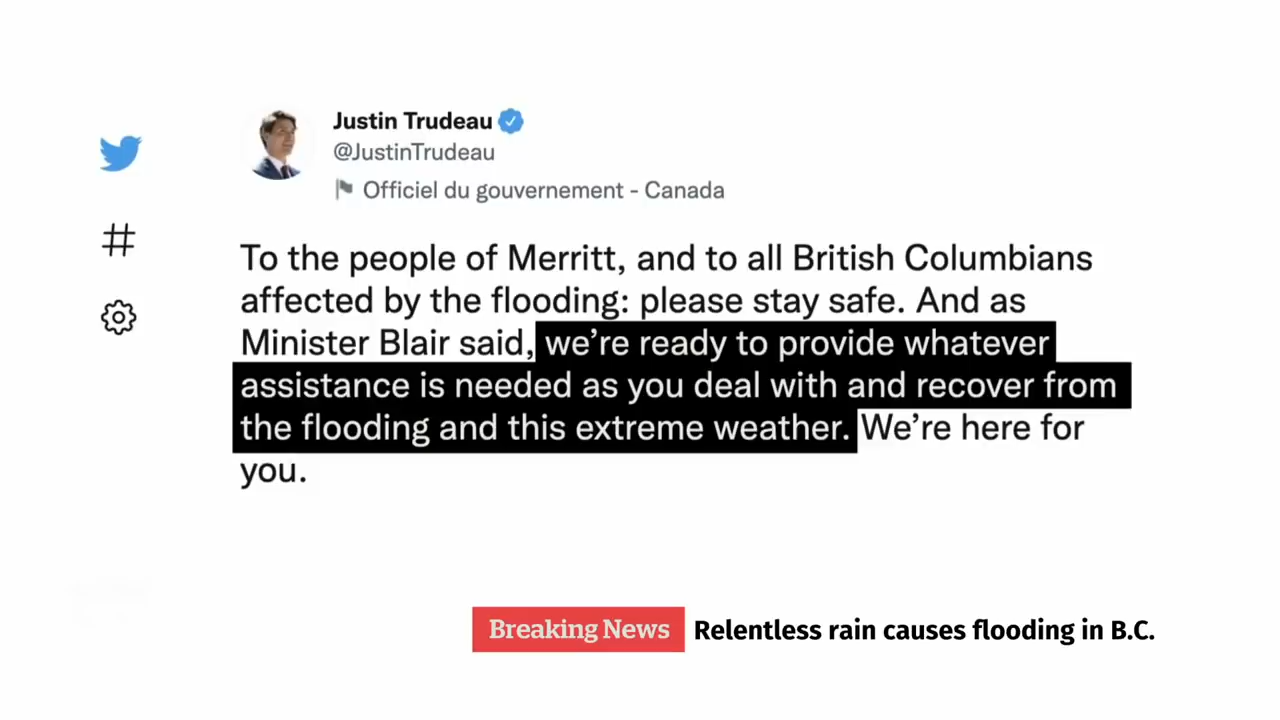 Justin Trudeau
@JustinTrudeau
Officiel du gouvernement - Canada
To the people of Merritt, and to all British Columbians
affected by the flooding: please stay safe. And as
Minister Blair said, we’re ready to provide whatever
assistance is needed as you deal with and recover from
the flooding and this extreme weather. We’re here for
you.
Breaking News Relentless rain causes flooding in B.C.